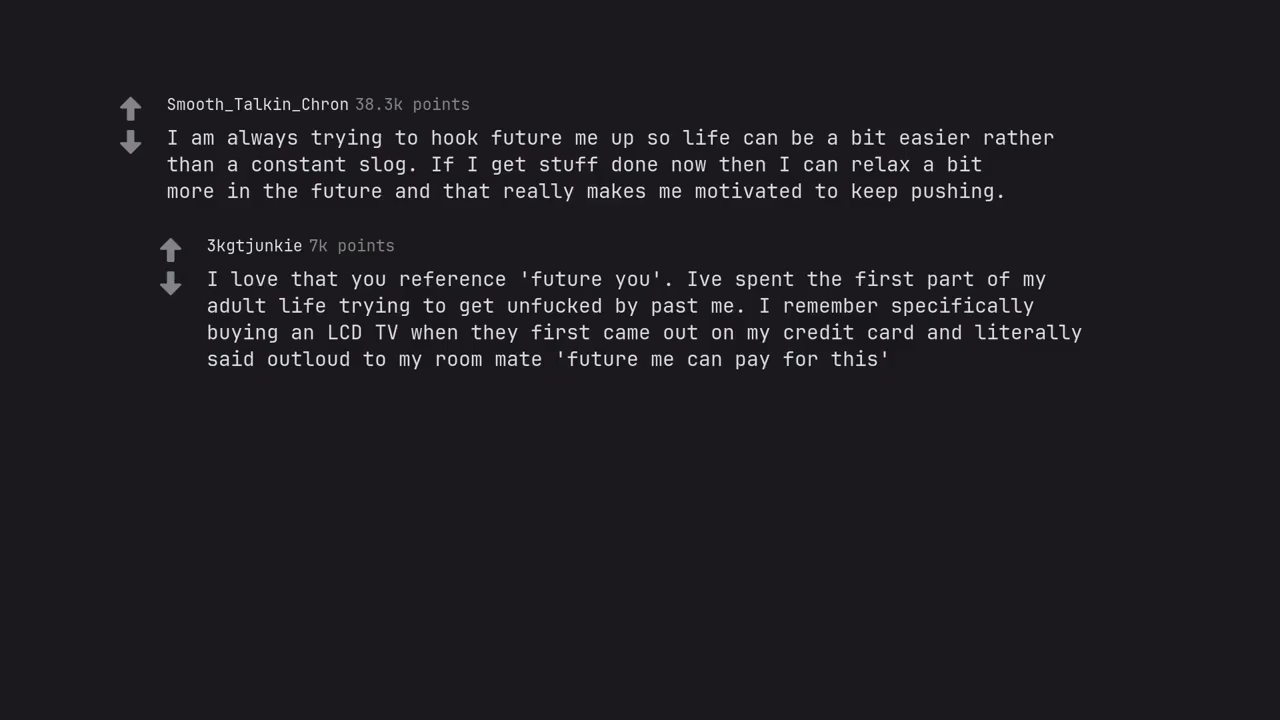 Smooth_Talkin_Chron 38.3k points
I am always trying to hook future me up so life can be a bit easier rather
than a constant slog. If I get stuff done now then I can relax a bit
more in the future and that really makes me motivated to keep pushing.
3kgtjunkie 7k points
I love that you reference 'future you'. Ive spent the first part of my
adult life trying to get unfucked by past me. I remember specifically
buying an LCD TV when they first came out on my credit card and literally
said outloud to my room mate 'future me can pay for this'